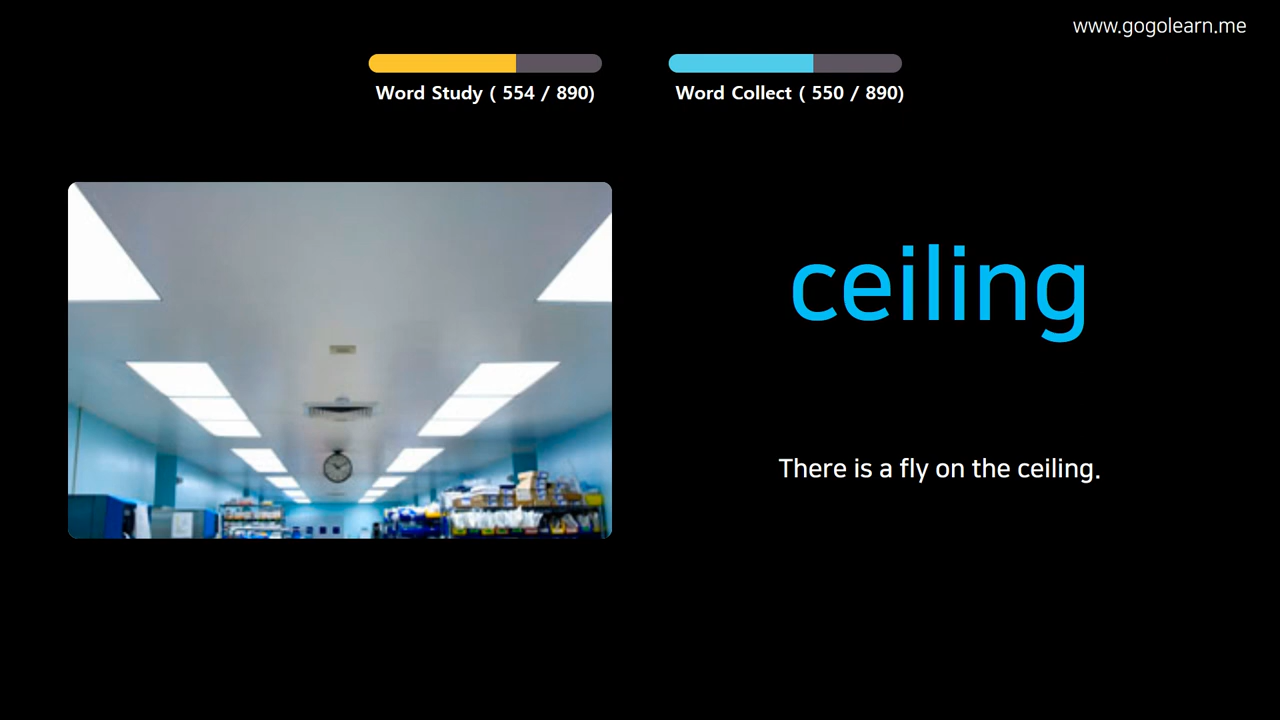 www.gogolearn.me
Word Study ( 554 / 890)
Word Collect ( 550 / 890)
ceiling
There is a fly on the ceiling.